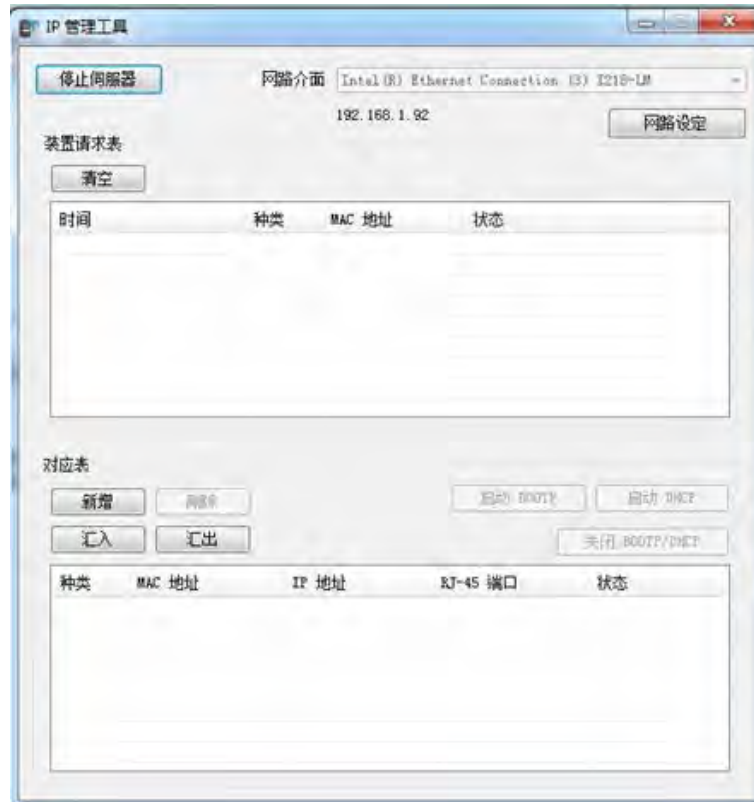 IP 管理工具
停止伺服器 网路介面 Intel(R) Ethernet Connection (3) I218-LM
192.168.1.92 网路设定
装置请求表
清空
时间 种类 MAC 地址 状态
对应表
新增 删除 启动 BOOTP 启动 DHCP
汇入 汇出 关闭 BOOTP/DHCP
种类 MAC 地址 IP 地址 RJ-45 端口 状态